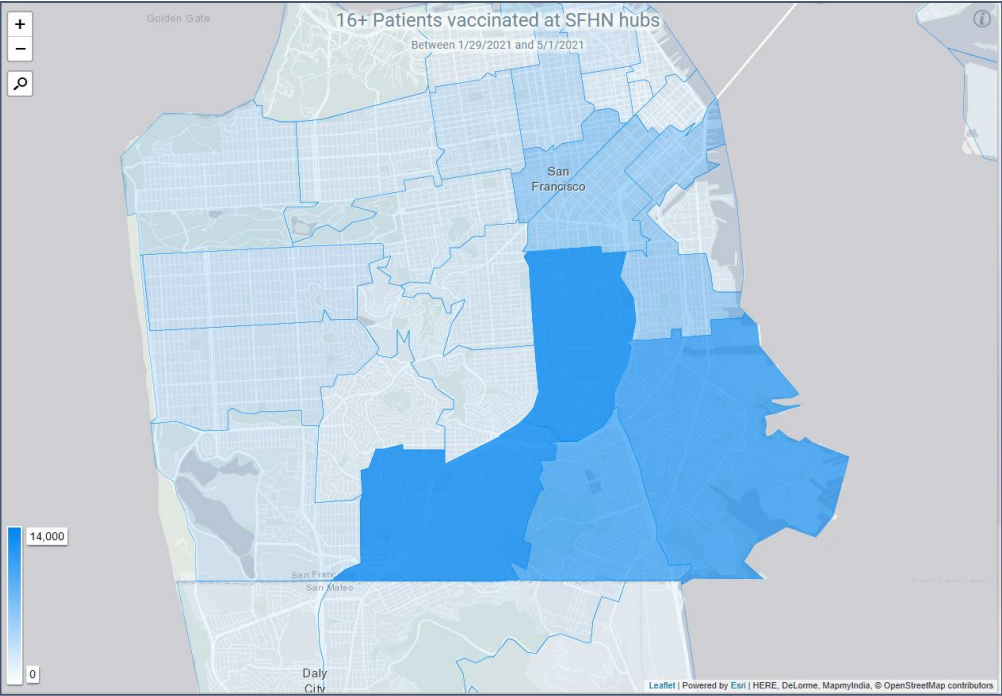 +
−
Golden Gate
16+ Patients vaccinated at SFHN hubs
Between 1/29/2021 and 5/1/2021
i
San
Francisco
14,000
0
San Fran
San Mateo
Daly
City
Leaflet | Powered by Esri | HERE, DeLorme, MapmyIndia, © OpenStreetMap contributors